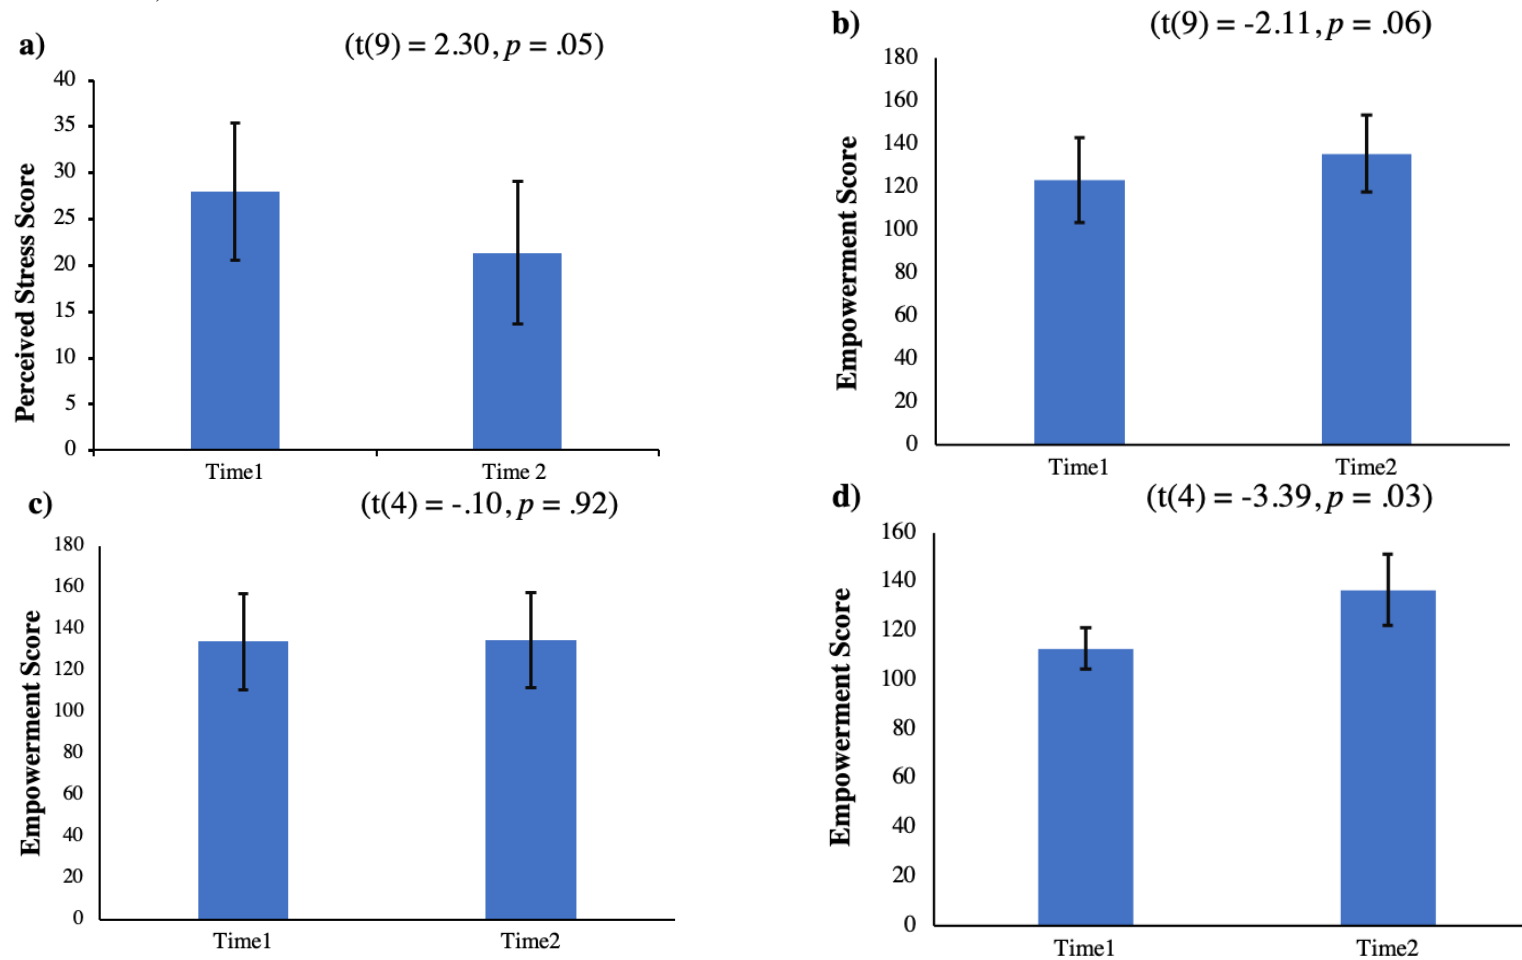 a)
(t(9) = 2.30, p = .05)
40
35
30
25
20
15
10
5
0
Perceived Stress Score
Time1
Time 2
b)
(t(9) = -2.11, p = .06)
180
160
140
120
100
80
60
40
20
0
Empowerment Score
Time1
Time2
c)
(t(4) = -.10, p = .92)
180
160
140
120
100
80
60
40
20
0
Empowerment Score
Time1
Time2
d)
(t(4) = -3.39, p = .03)
160
140
120
100
80
60
40
20
0
Empowerment Score
Time1
Time2